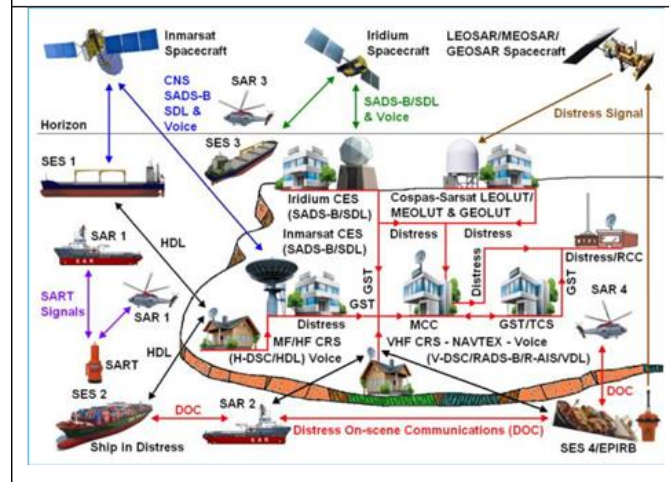 Inmarsat
Spacecraft
Iridium
Spacecraft
LEOSAR/MEOSAR/
GEOSAR Spacecraft
CNS
SADS-B
SDL &
Voice
SAR 3
SADS-B/SDL
& Voice
Distress Signal
Horizon
SES 1
SES 3
Iridium CES
(SADS-B/SDL)
Cospas-Sarsat LEOLUT/
MEOLUT & GEOLUT
Inmarsat CES
(SADS-B/SDL)
Distress
Distress
SAR 1
HDL
Distress/RCC
SART
Signals
SAR 1
GST
GST
GST
Distress
GST
SAR 4
Distress
MCC
GST/TCS
SART
HDL
MF/HF CRS
(H-DSC/HDL) Voice
VHF CRS - NAVTEX - Voice
(V-DSC/RADS-B/R-AIS/VDL)
SES 2
DOC
SAR 2
DOC
Distress On-scene Communications (DOC)
Ship in Distress
SES 4/EPIRB
SAR